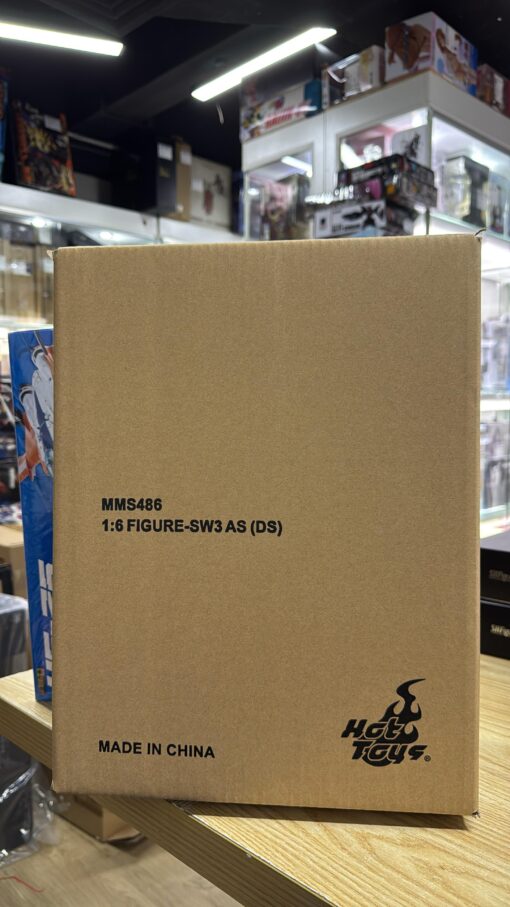 MMS486
1:6 FIGURE-SW3 AS (DS)
MADE IN CHINA
Hot
Toys®